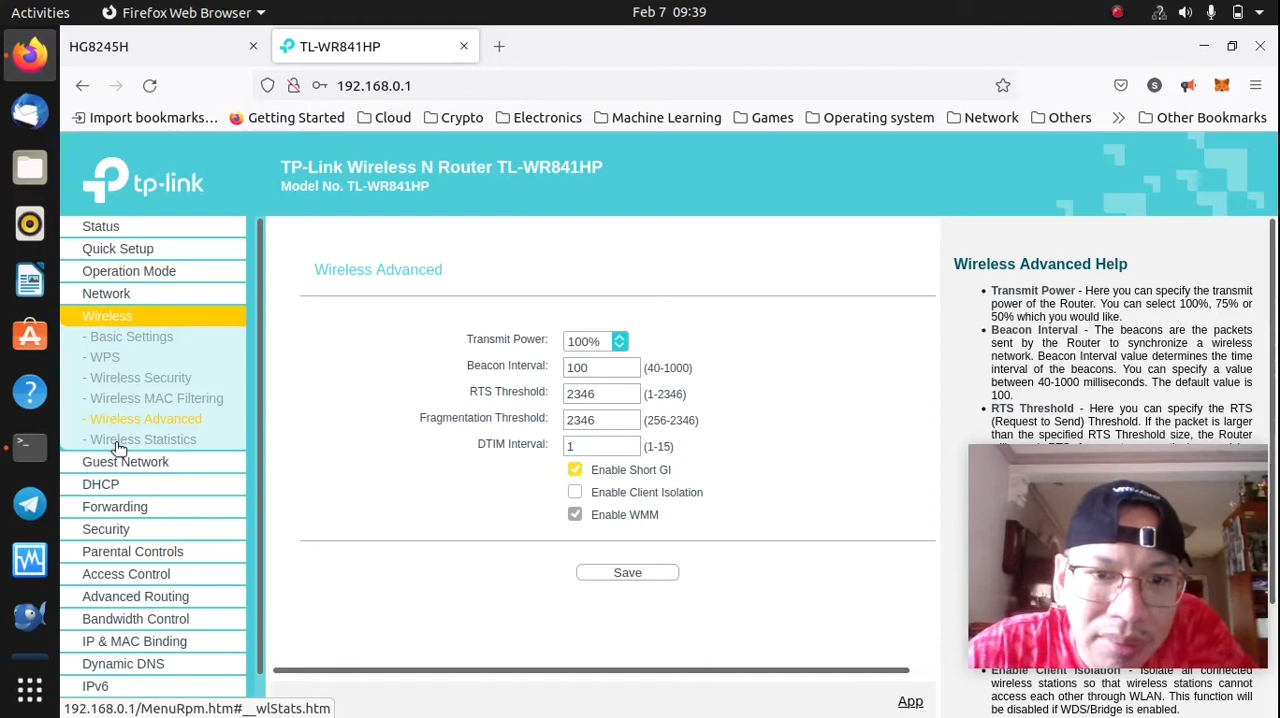 Activities
Firefox Web Browser
Feb 7 09:39
HG8245H
TL-WR841HP
192.168.0.1
Import bookmarks…
Getting Started
Cloud
Crypto
Electronics
Machine Learning
Games
Operating system
Network
Others
Other Bookmarks
tp-link
TP-Link Wireless N Router TL-WR841HP
Model No. TL-WR841HP
Status
Quick Setup
Operation Mode
Network
Wireless
- Basic Settings
- WPS
- Wireless Security
- Wireless MAC Filtering
- Wireless Advanced
- Wireless Statistics
Guest Network
DHCP
Forwarding
Security
Parental Controls
Access Control
Advanced Routing
Bandwidth Control
IP & MAC Binding
Dynamic DNS
IPv6
192.168.0.1/MenuRpm.htm#__wlStats.htm
Wireless Advanced
Transmit Power: 100%
Beacon Interval: 100 (40-1000)
RTS Threshold: 2346 (1-2346)
Fragmentation Threshold: 2346 (256-2346)
DTIM Interval: 1 (1-15)
Enable Short GI
Enable Client Isolation
Enable WMM
Save
App
Wireless Advanced Help
Transmit Power - Here you can specify the transmit
power of the Router. You can select 100%, 75% or
50% which you would like.
Beacon Interval - The beacons are the packets
sent by the Router to synchronize a wireless
network. Beacon Interval value determines the time
interval of the beacons. You can specify a value
between 40-1000 milliseconds. The default value is
100.
RTS Threshold - Here you can specify the RTS
(Request to Send) Threshold. If the packet is larger
than the specified RTS Threshold size, the Router
Enable Client Isolation - Isolate all connected
wireless stations so that wireless stations cannot
access each other through WLAN. This function will
be disabled if WDS/Bridge is enabled.